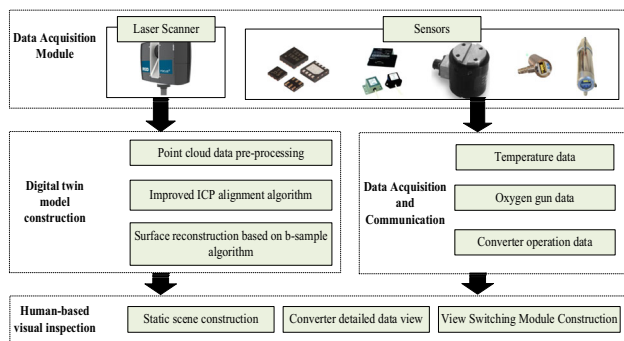 Data Acquisition
Module
Laser Scanner
Sensors
Digital twin
model
construction
Point cloud data pre-processing
Improved ICP alignment algorithm
Surface reconstruction based on b-sample
algorithm
Data Acquisition
and
Communication
Temperature data
Oxygen gun data
Converter operation data
Human-based
visual inspection
Static scene construction
Converter detailed data view
View Switching Module Construction